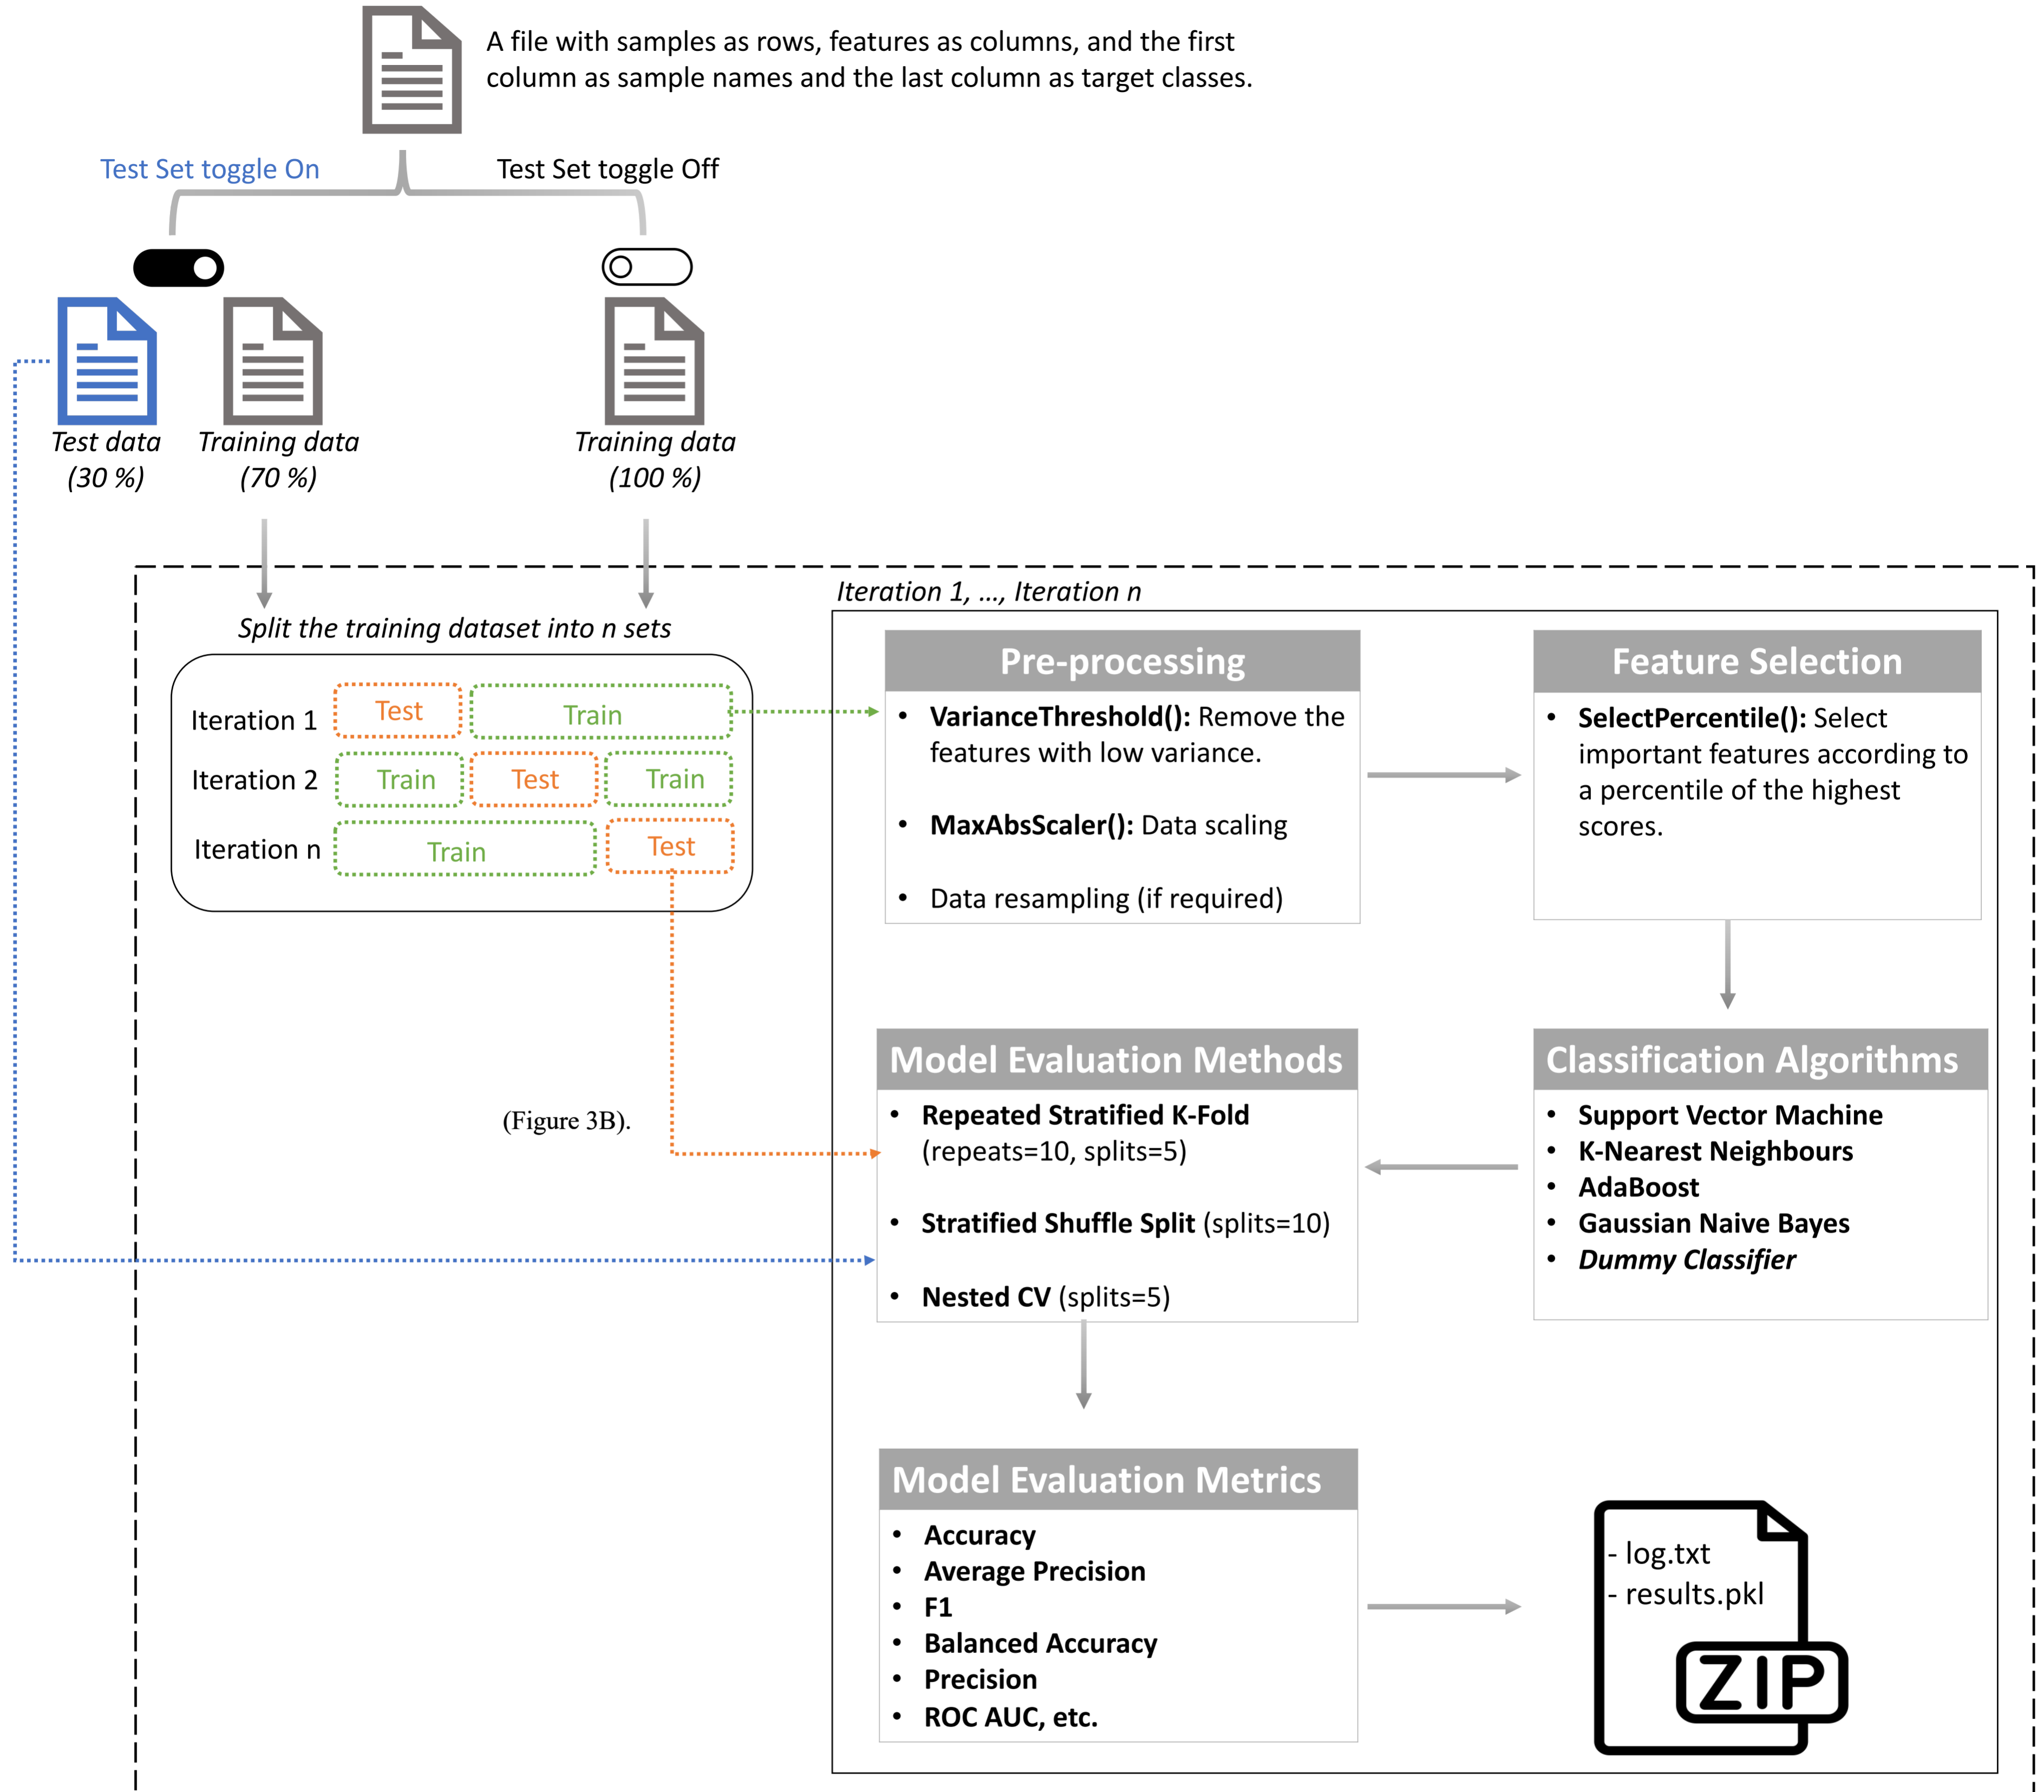 A file with samples as rows, features as columns, and the first
column as sample names and the last column as target classes.
Test Set toggle On
Test Set toggle Off
Test data
(30 %)
Training data
(70 %)
Training data
(100 %)
Split the training dataset into n sets
Iteration 1
Test
Train
Iteration 2
Train
Test
Train
Iteration n
Train
Test
(Figure 3B).
Iteration 1, ..., Iteration n
Pre-processing
• VarianceThreshold(): Remove the
features with low variance.
• MaxAbsScaler(): Data scaling
• Data resampling (if required)
Feature Selection
• SelectPercentile(): Select
important features according to
a percentile of the highest
scores.
Classification Algorithms
• Support Vector Machine
• K-Nearest Neighbours
• AdaBoost
• Gaussian Naive Bayes
• Dummy Classifier
Model Evaluation Methods
• Repeated Stratified K-Fold
(repeats=10, splits=5)
• Stratified Shuffle Split (splits=10)
• Nested CV (splits=5)
Model Evaluation Metrics
• Accuracy
• Average Precision
• F1
• Balanced Accuracy
• Precision
• ROC AUC, etc.
- log.txt
- results.pkl
ZIP